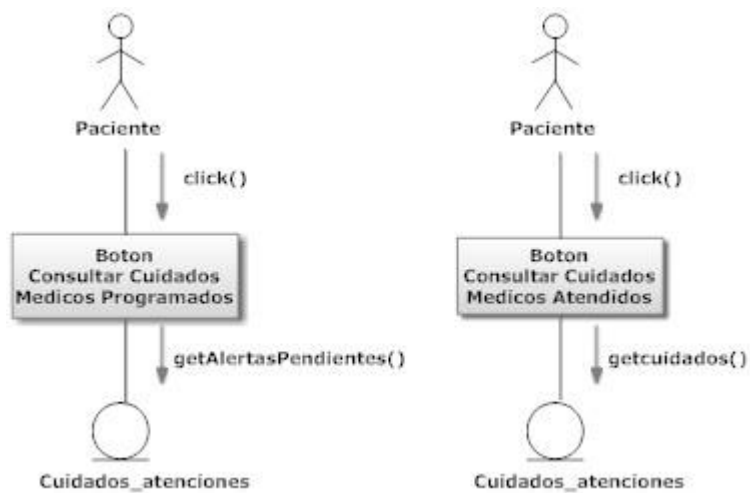 Paciente
click()
Boton
Consultar Cuidados
Medicos Programados
getAlertasPendientes()
Cuidados_atenciones
Paciente
click()
Boton
Consultar Cuidados
Medicos Atendidos
getcuidados()
Cuidados_atenciones